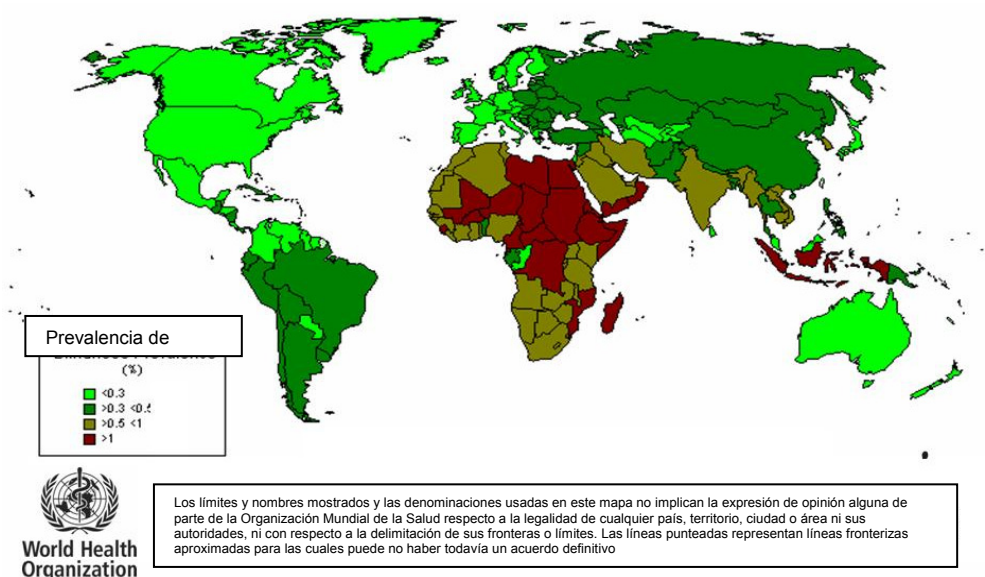 Prevalencia de
(%)
<0.3
>0.3 <0.5
>0.5 <1
>1
World Health
Organization
Los límites y nombres mostrados y las denominaciones usadas en este mapa no implican la expresión de opinión alguna de
parte de la Organización Mundial de la Salud respecto a la legalidad de cualquier país, territorio, ciudad o área ni sus
autoridades, ni con respecto a la delimitación de sus fronteras o límites. Las líneas punteadas representan líneas fronterizas
aproximadas para las cuales puede no haber todavía un acuerdo definitivo